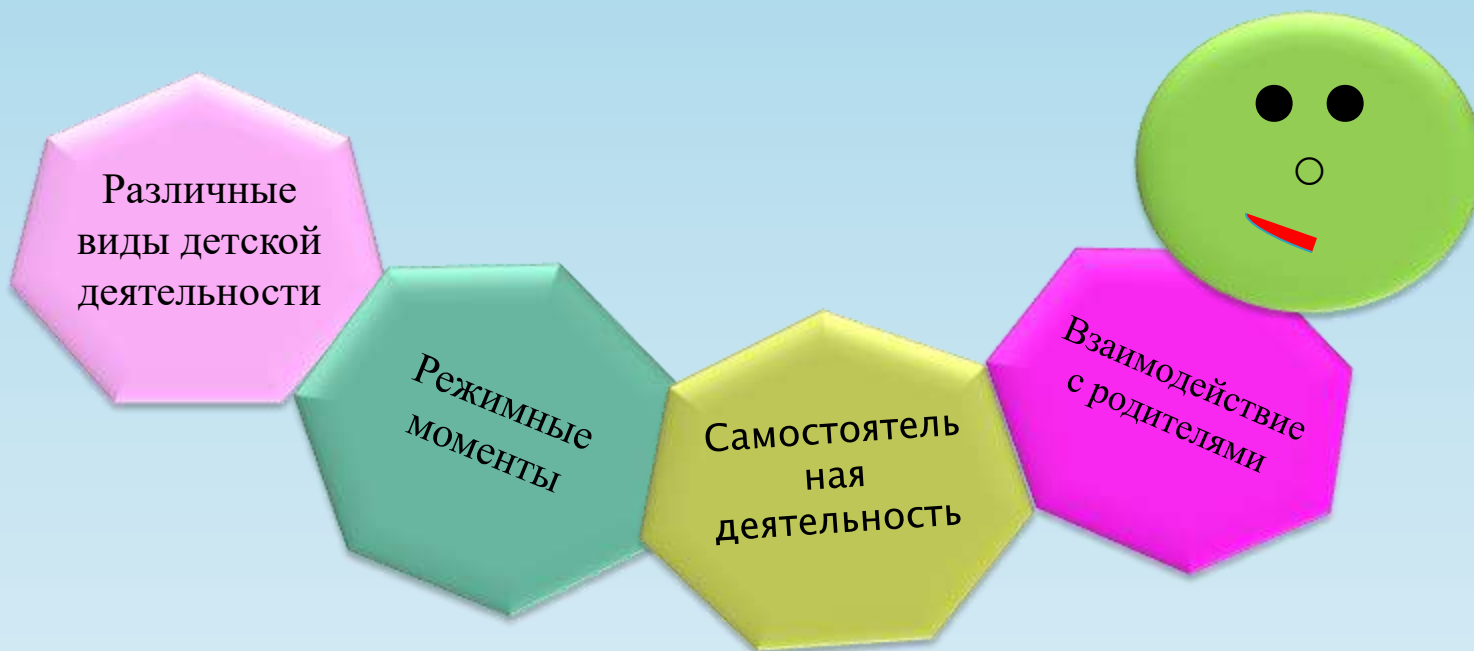 Различные
виды детской
деятельности
Режимные
моменты
Самостоятель
ная
деятельность
Взаимодействие
с родителями